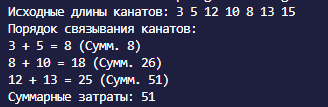 Исходные длины канатов: 3 5 12 10 8 13 15
Порядок связывания канатов:
3 + 5 = 8 (Сумм. 8)
8 + 10 = 18 (Сумм. 26)
12 + 13 = 25 (Сумм. 51)
Суммарные затраты: 51